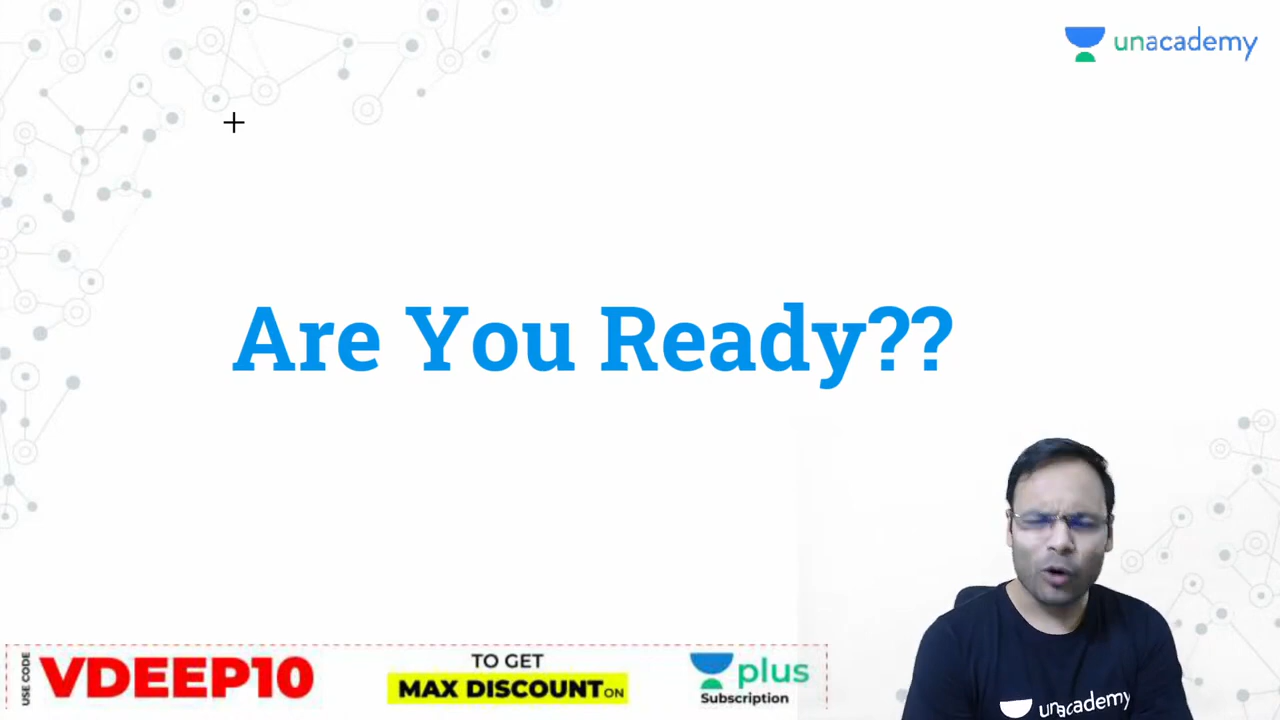 unacademy
Are You Ready??
USE CODE
VDEEP10
TO GET
MAX DISCOUNT ON
plus
Subscription
unacademy